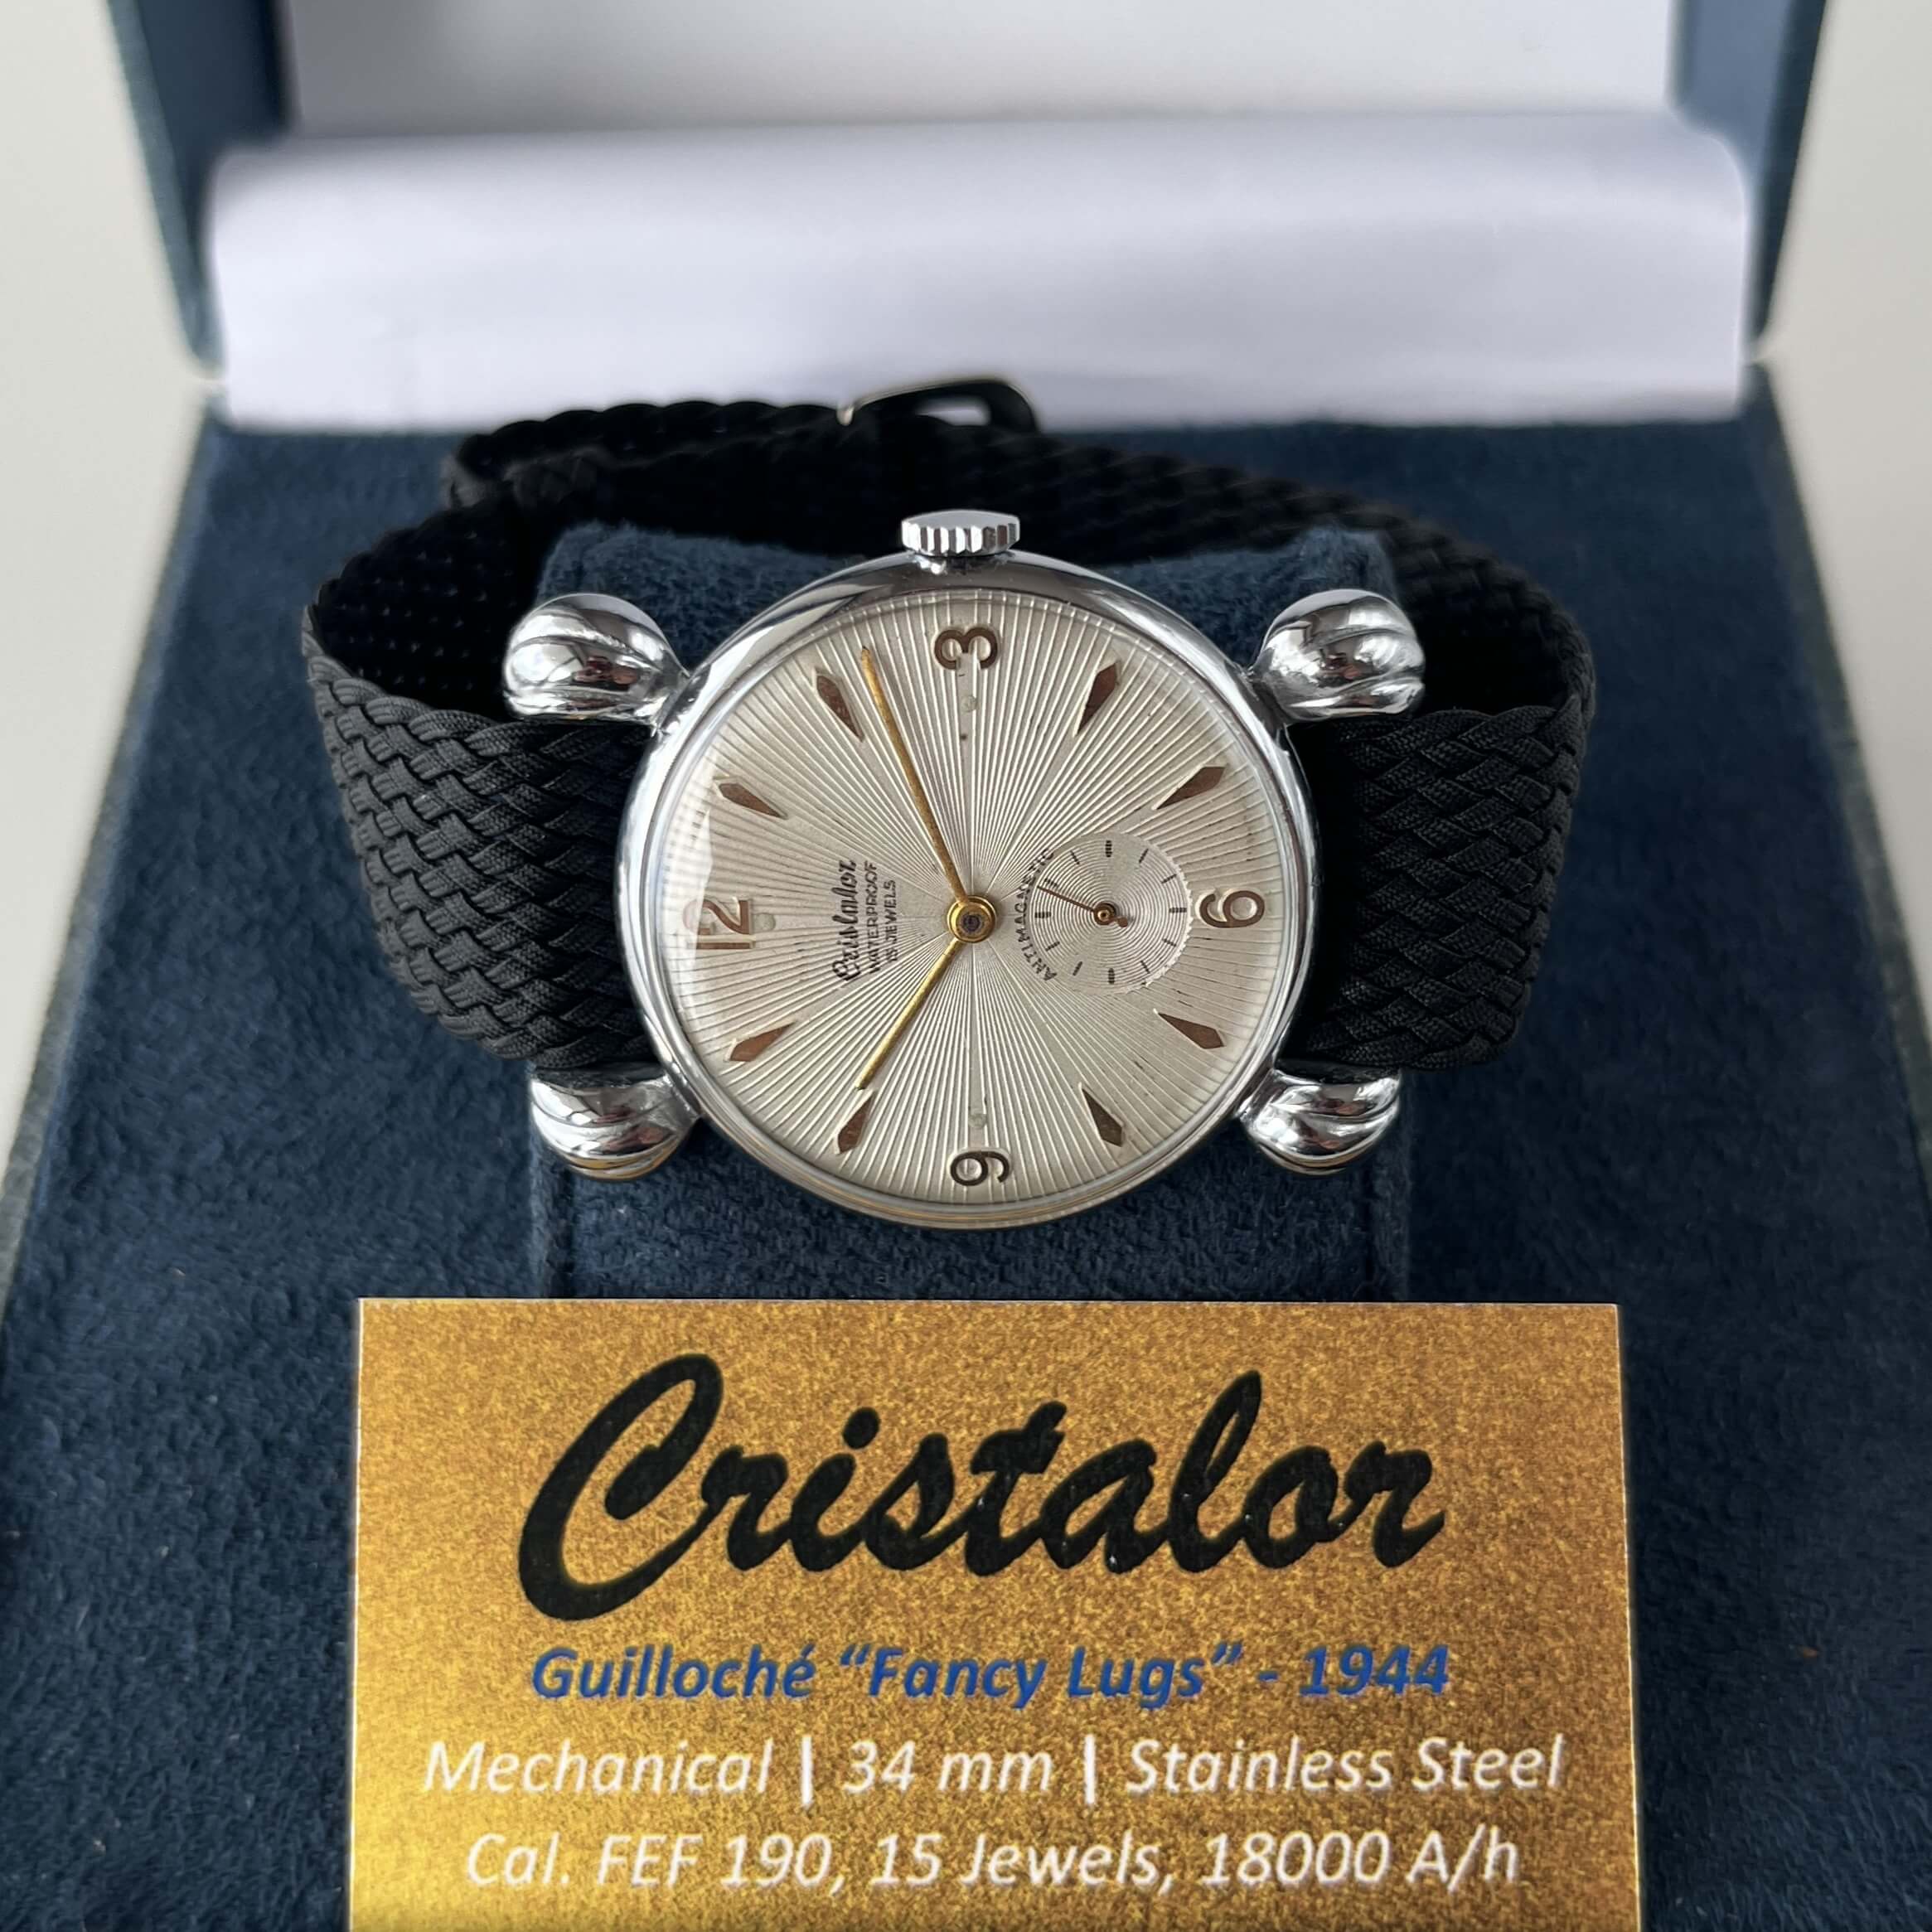 3
12
Cristalor
WATERPROOF
15 JEWELS
ANTIMAGNETIC
6
9
Cristalor
Guilloché “Fancy Lugs” - 1944
Mechanical | 34 mm | Stainless Steel
Cal. FEF 190, 15 Jewels, 18000 A/h